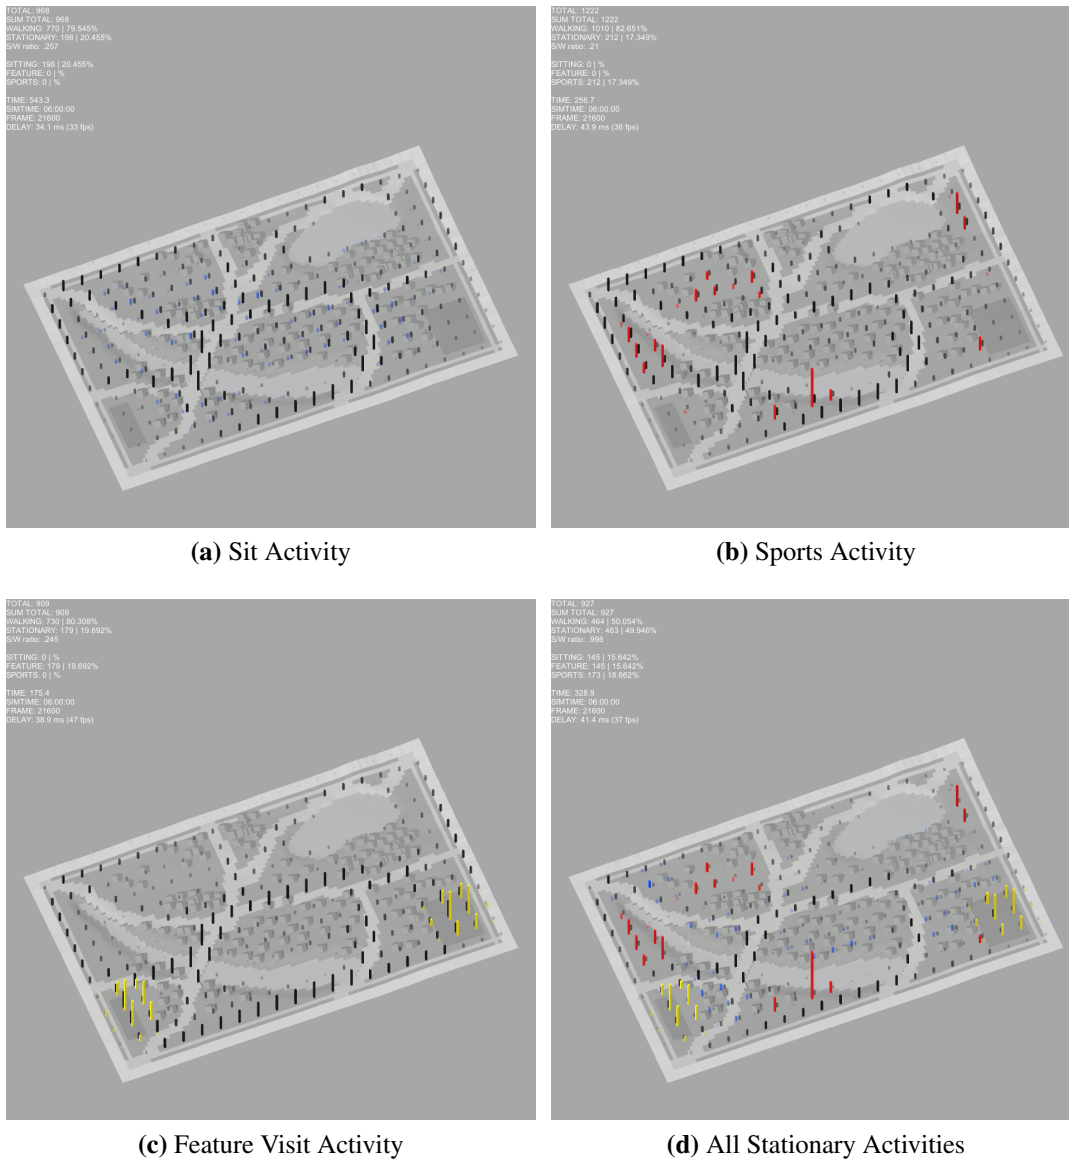 TOTAL: 968
SUM TOTAL: 968
WALKING: 770 | 79.545%
STATIONARY: 198 | 20.455%
S/W ratio: .257
SITTING: 198 | 20.455%
FEATURE: 0 | %
SPORTS: 0 | %
TIME: 543.3
SIMTIME: 06:00:00
FRAME: 21600
DELAY: 34.1 ms (33 fps)
(a) Sit Activity
TOTAL: 1222
SUM TOTAL: 1222
WALKING: 1010 | 82.651%
STATIONARY: 212 | 17.349%
S/W ratio: .21
SITTING: 0 | %
FEATURE: 0 | %
SPORTS: 212 | 17.349%
TIME: 256.7
SIMTIME: 06:00:00
FRAME: 21600
DELAY: 43.9 ms (36 fps)
(b) Sports Activity
TOTAL: 909
SUM TOTAL: 909
WALKING: 730 | 80.308%
STATIONARY: 179 | 19.692%
S/W ratio: .245
SITTING: 0 | %
FEATURE: 179 | 19.692%
SPORTS: 0 | %
TIME: 175.4
SIMTIME: 06:00:00
FRAME: 21600
DELAY: 38.9 ms (47 fps)
(c) Feature Visit Activity
TOTAL: 927
SUM TOTAL: 927
WALKING: 464 | 50.054%
STATIONARY: 463 | 49.946%
S/W ratio: .998
SITTING: 145 | 15.642%
FEATURE: 145 | 15.642%
SPORTS: 173 | 18.662%
TIME: 328.9
SIMTIME: 06:00:00
FRAME: 21600
DELAY: 41.4 ms (37 fps)
(d) All Stationary Activities